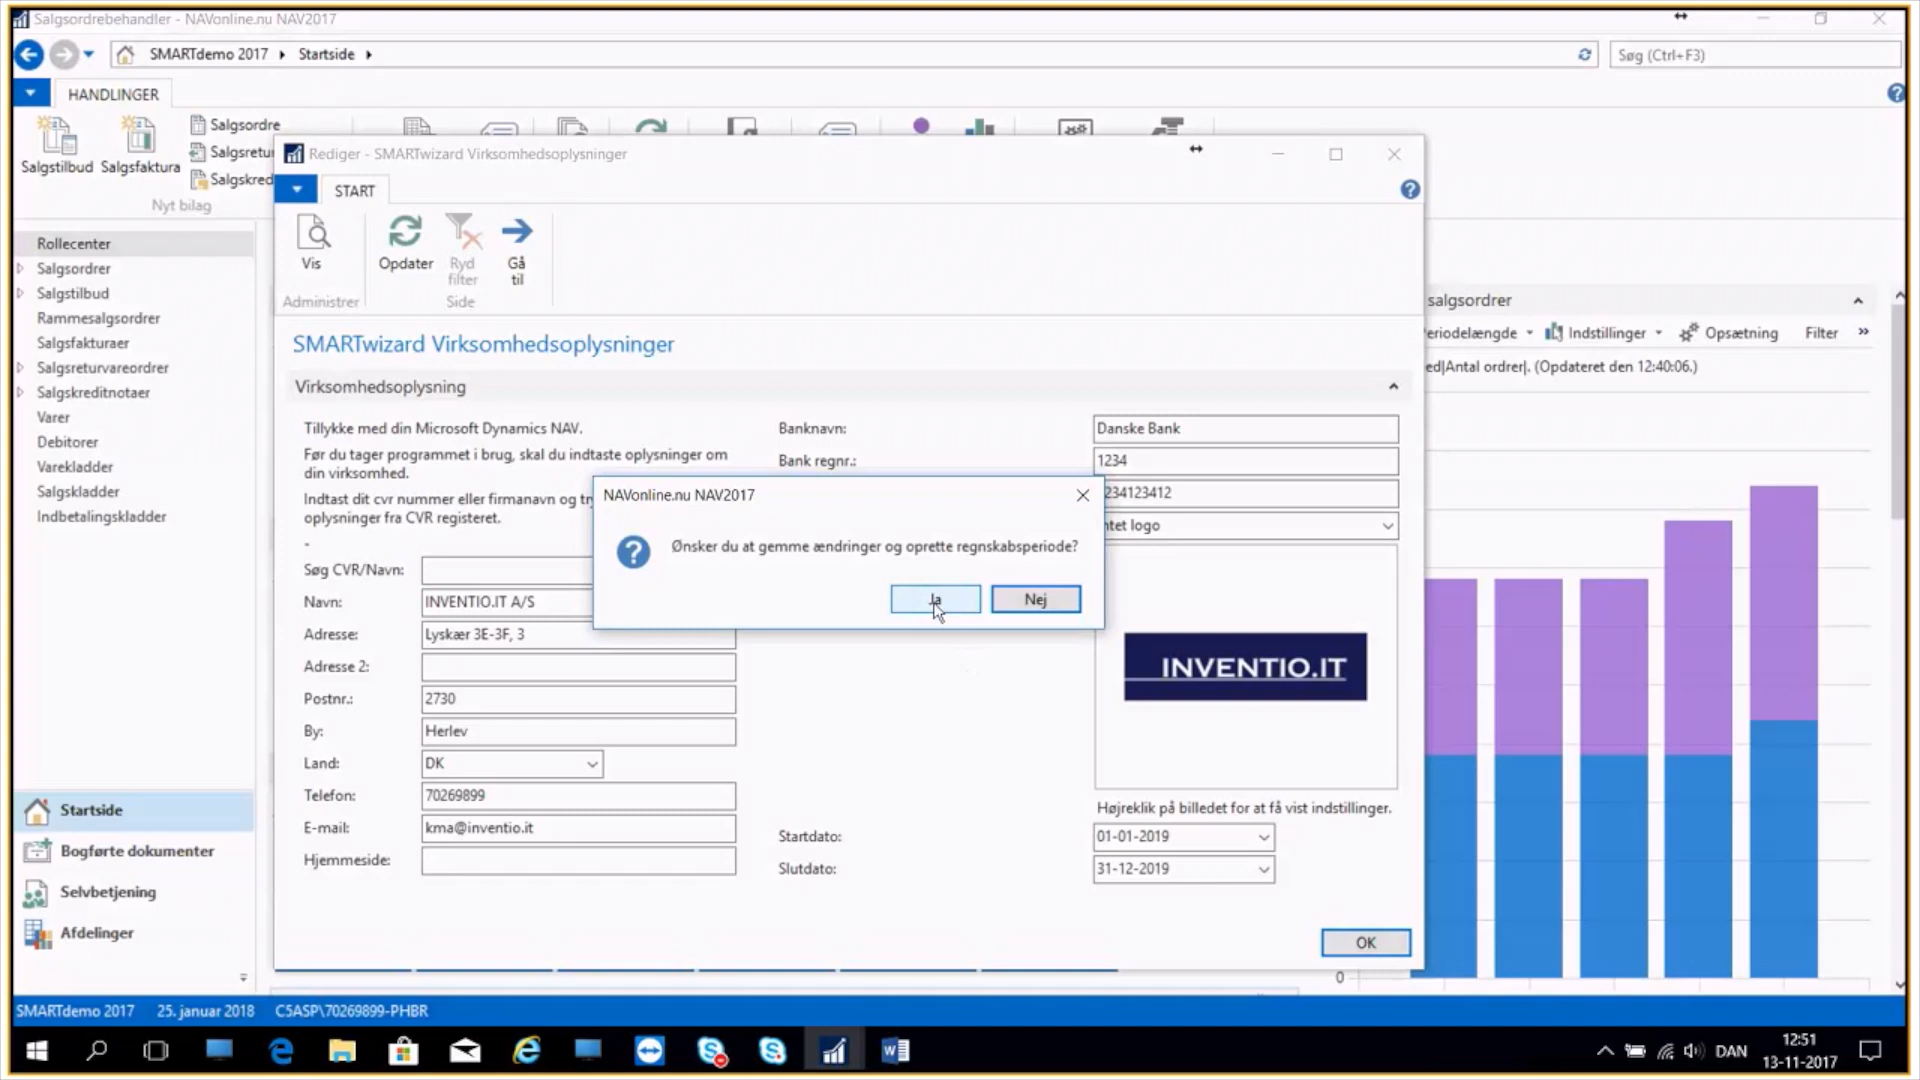 Salgsordrebehandler - NAVonline.nu NAV2017
SMARTdemo 2017
Startside
Søg (Ctrl+F3)
HANDLINGER
Salgstilbud
Salgsfaktura
Salgsordre
Salgsretu
Salgskred
Nyt bilag
Rediger - SMARTwizard Virksomhedsoplysninger
START
Vis
Opdater
Ryd filter
Gå til
Administrer
Side
Rollecenter
Salgsordrer
Salgstilbud
Rammesalgsordrer
Salgsfakturaer
Salgsreturvareordrer
Salgskreditnotaer
Varer
Debitorer
Varekladder
Salgskladder
Indbetalingskladder
Startside
Bogførte dokumenter
Selvbetjening
Afdelinger
SMARTwizard Virksomhedsoplysninger
Virksomhedsoplysning
Tillykke med din Microsoft Dynamics NAV.
Før du tager programmet i brug, skal du indtaste oplysninger om
din virksomhed.
Indtast dit cvr nummer eller firmanavn og tr
oplysninger fra CVR registeret.
-
Søg CVR/Navn:
Navn: INVENTIO.IT A/S
Adresse: Lyskær 3E-3F, 3
Adresse 2:
Postnr.: 2730
By: Herlev
Land: DK
Telefon: 70269899
E-mail: kma@inventio.it
Hjemmeside:
Banknavn: Danske Bank
Bank regnr.: 1234
234123412
ntet logo
INVENTIO.IT
Højreklik på billedet for at få vist indstillinger.
Startdato: 01-01-2019
Slutdato: 31-12-2019
OK
NAVonline.nu NAV2017
Ønsker du at gemme ændringer og oprette regnskabsperiode?
Ja
Nej
salgsordrer
eriodelængde
Indstillinger
Opsætning
Filter
ed|Antal ordrer|. (Opdateret den 12:40:06.)
0
SMARTdemo 2017
25. januar 2018
C5ASP\70269899-PHBR
DAN
12:51
13-11-2017